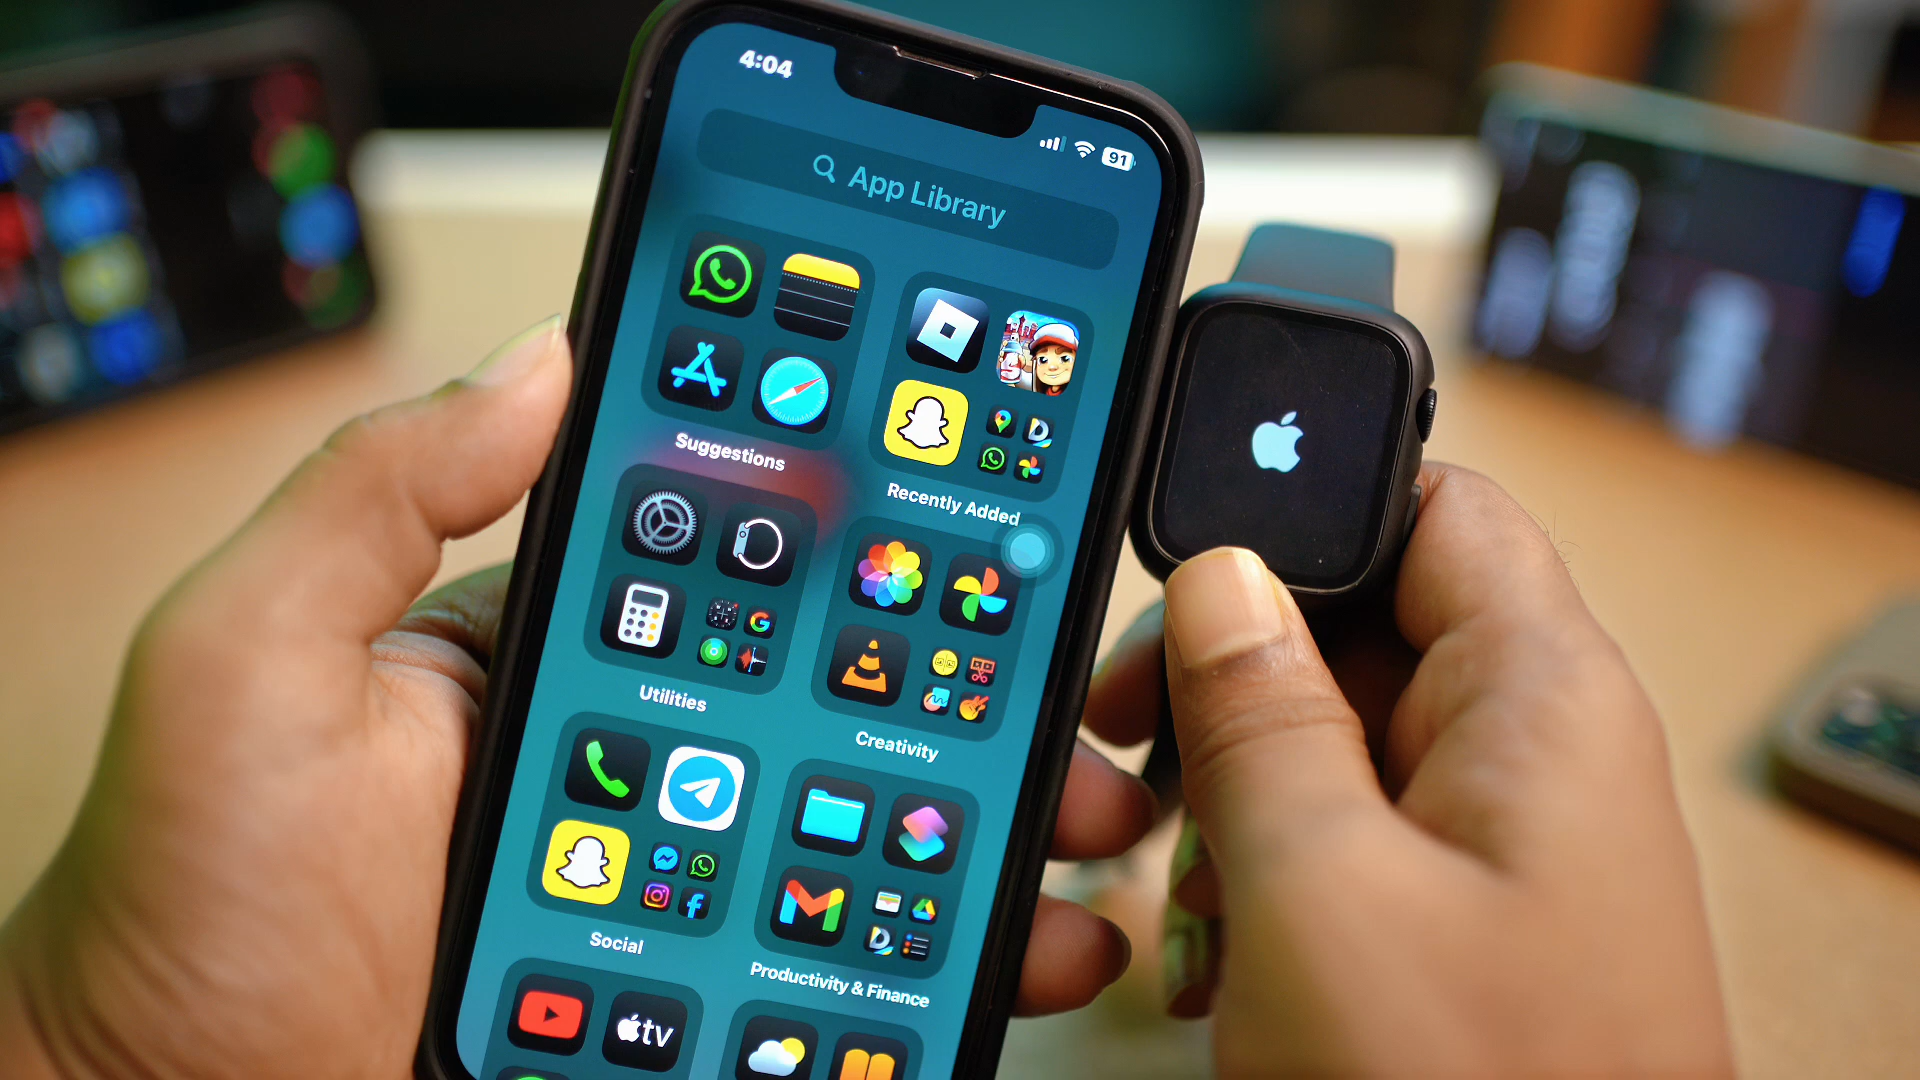 4:04
91
App Library
Suggestions
Recently Added
Utilities
Creativity
Social
Productivity & Finance
tv